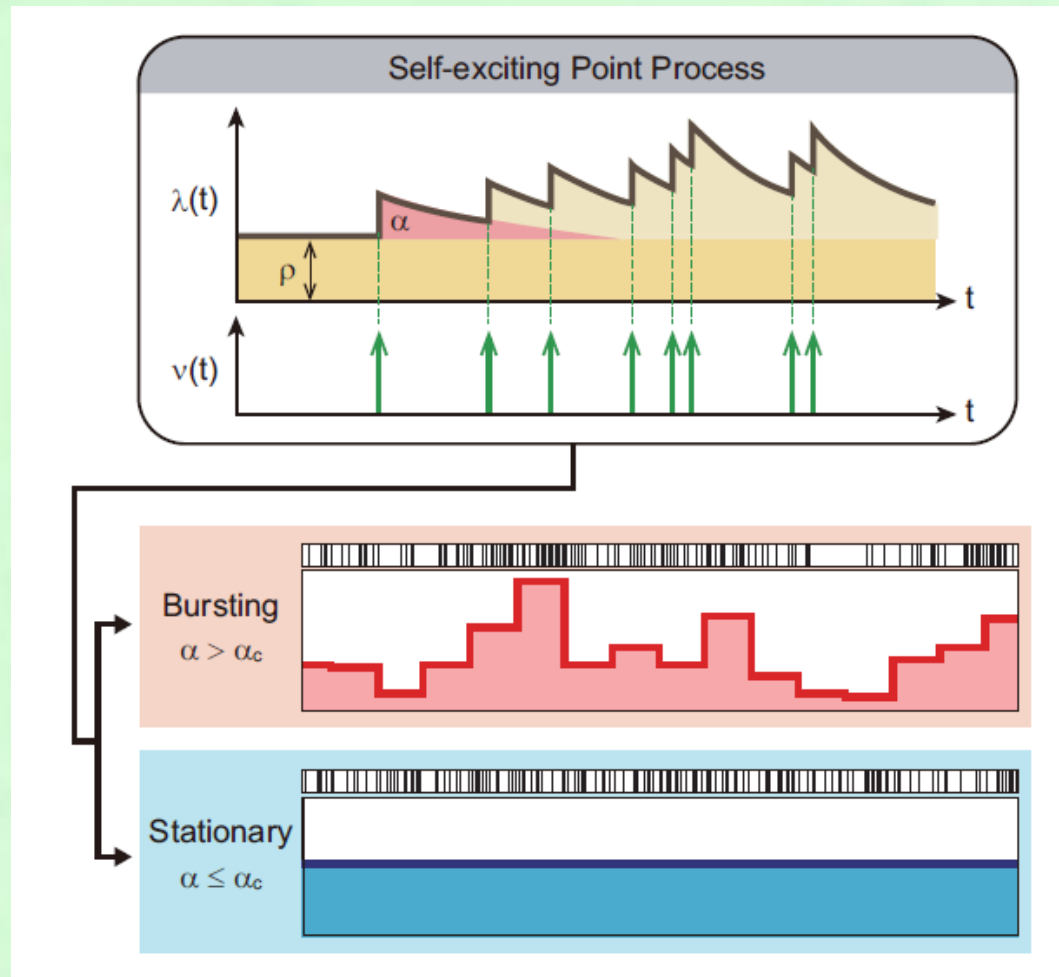 Self-exciting Point Process
λ(t)
α
ρ
t
ν(t)
t
Bursting
α > αc
Stationary
α ≤ αc